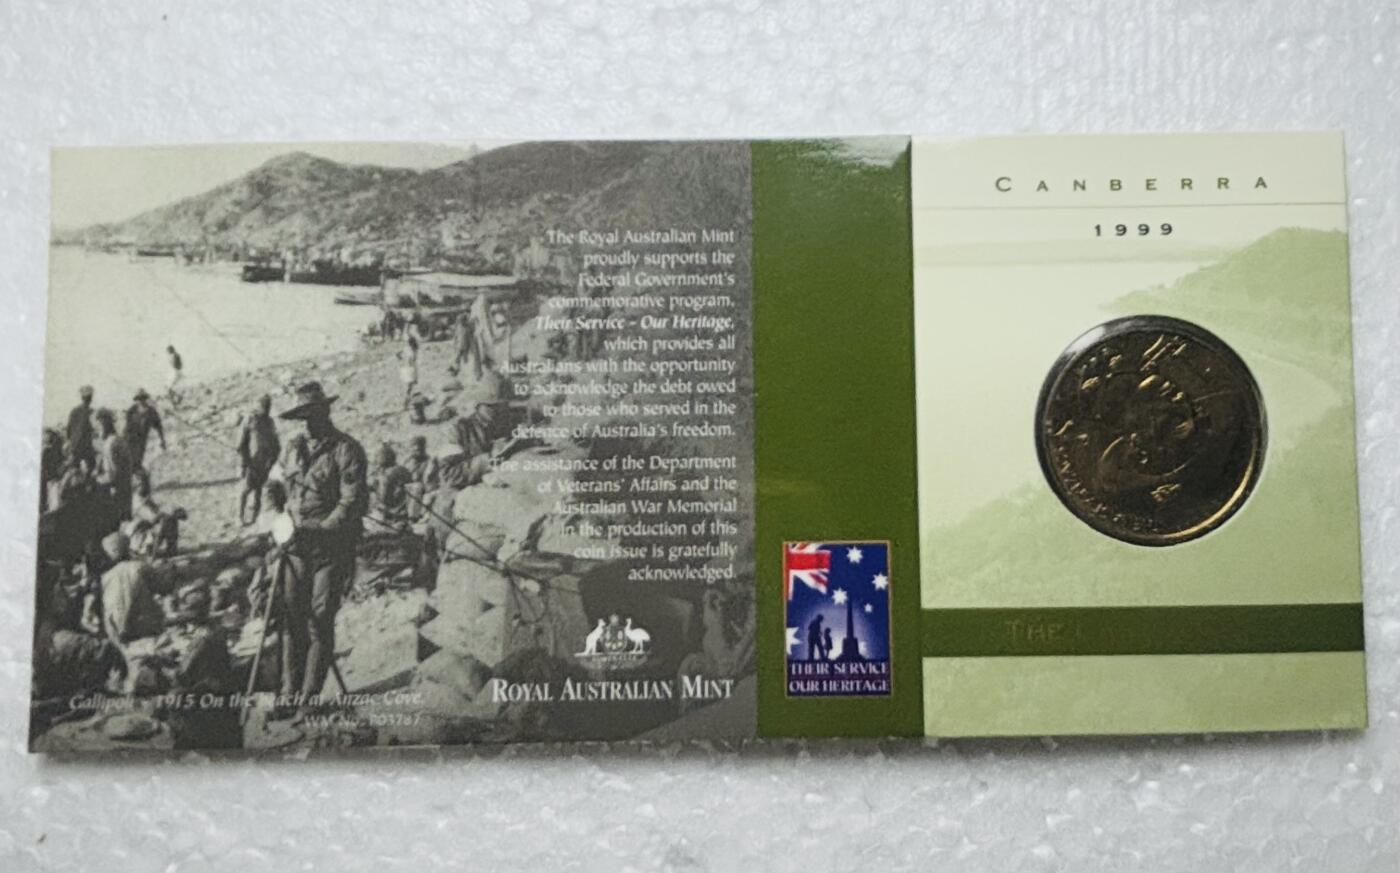 The Royal Australian Mint
proudly supports the
Federal Government's
commemorative program,
Their Service - Our Heritage,
which provides all
Australians with the opportunity
to acknowledge the debt owed
to those who served in the
defence of Australia's freedom.
The assistance of the Department
of Veterans' Affairs and the
Australian War Memorial
in the production of this
coin issue is gratefully
acknowledged.
AUSTRALIA
ROYAL AUSTRALIAN MINT
Gallipoli - 1915 On the beach at Anzac Cove.
THEIR SERVICE
OUR HERITAGE
CANBERRA
1999
THE